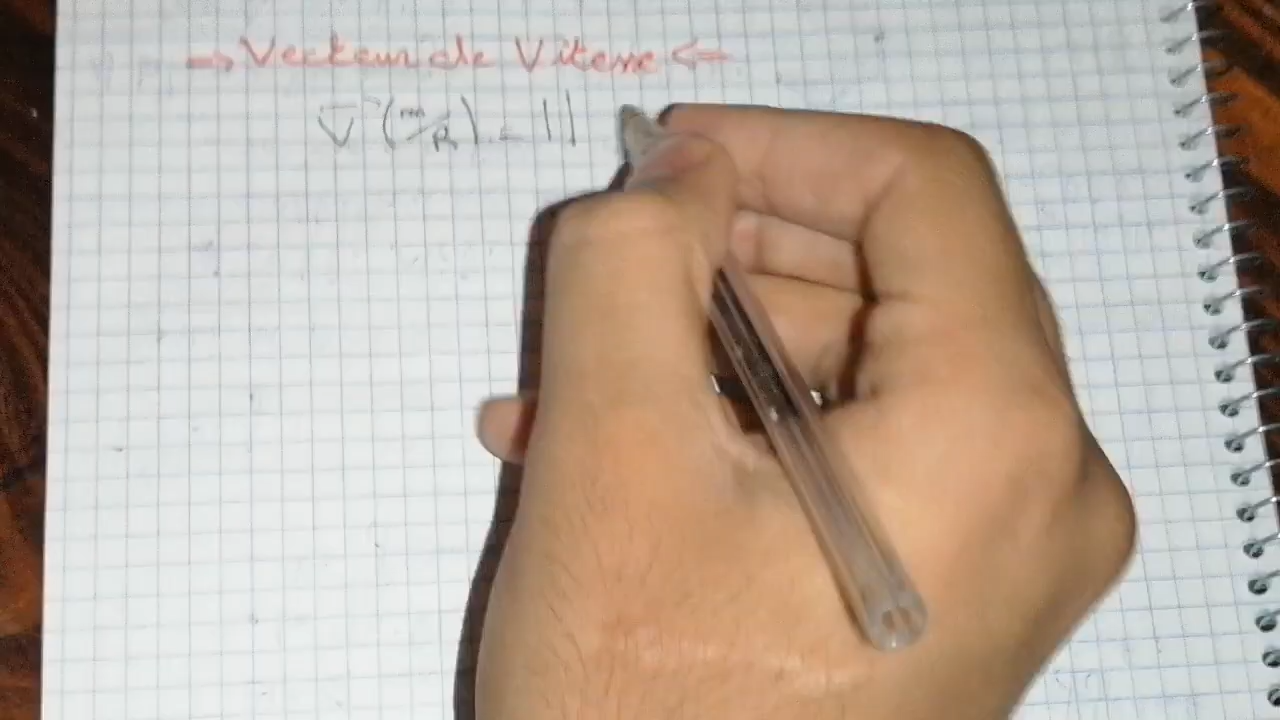 ⇒ Vecteur de Vitesse ⇐
V⃗ (m/R) = ||